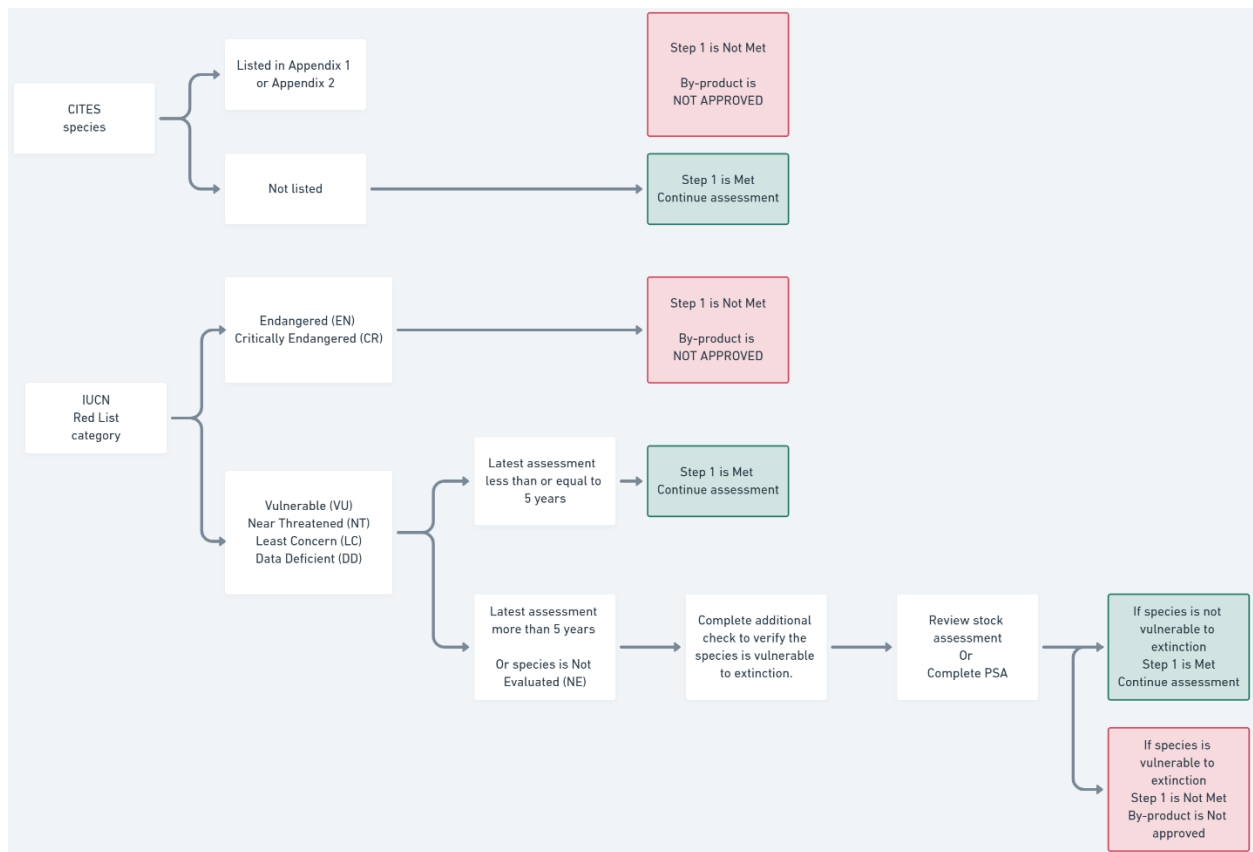 CITES
species
Listed in Appendix 1
or Appendix 2
Step 1 is Not Met
By-product is
NOT APPROVED
Not listed
Step 1 is Met
Continue assessment
IUCN
Red List
category
Endangered (EN)
Critically Endangered (CR)
Step 1 is Not Met
By-product is
NOT APPROVED
Vulnerable (VU)
Near Threatened (NT)
Least Concern (LC)
Data Deficient (DD)
Latest assessment
less than or equal to
5 years
Step 1 is Met
Continue assessment
Latest assessment
more than 5 years
Or species is Not
Evaluated (NE)
Complete additional
check to verify the
species is vulnerable
to extinction.
Review stock
assessment
Or
Complete PSA
If species is not
vulnerable to
extinction
Step 1 is Met
Continue assessment
If species is
vulnerable to
extinction
Step 1 is Not Met
By-product is Not
approved